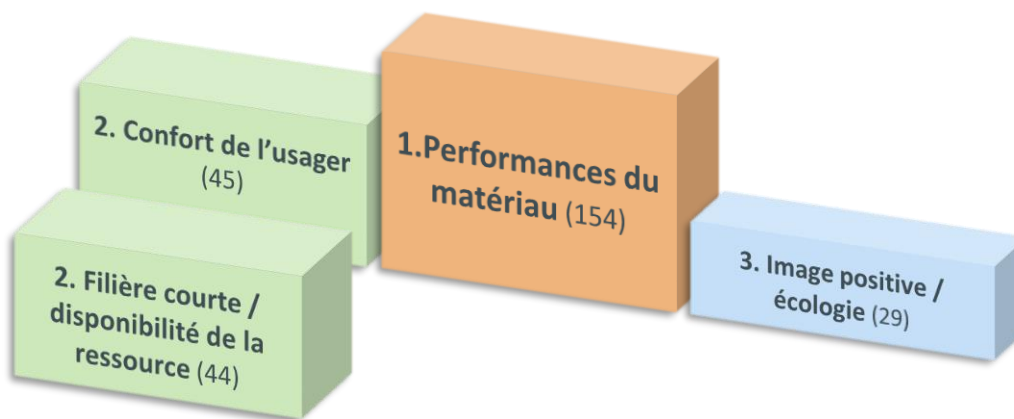 2. Confort de l’usager
(45)
1.Performances du
matériau (154)
2. Filière courte /
disponibilité de la
ressource (44)
3. Image positive /
écologie (29)